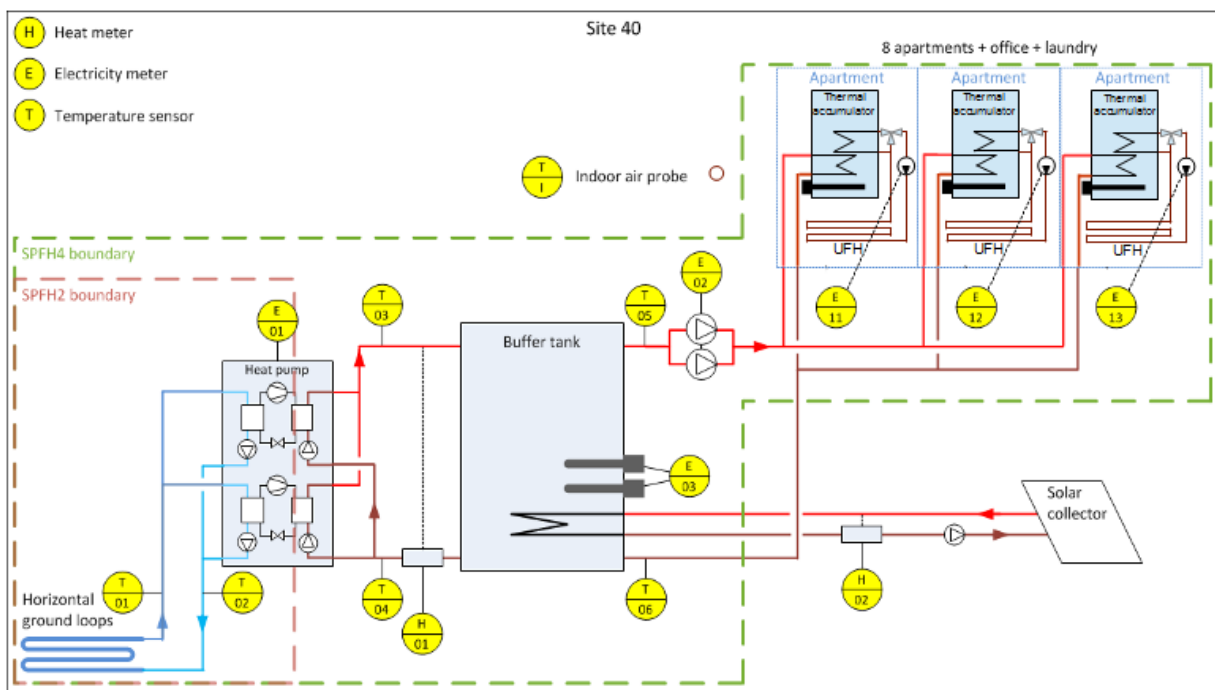 Site 40
H Heat meter
E Electricity meter
T Temperature sensor
8 apartments + office + laundry
Apartment
Apartment
Apartment
Thermal
accumulator
Thermal
accumulator
Thermal
accumulator
T
I
Indoor air probe
UFH
UFH
UFH
SPFH4 boundary
SPFH2 boundary
E
01
T
03
T
05
E
02
E
11
E
12
E
13
Buffer tank
Heat pump
E
03
Solar
collector
T
01
T
02
T
04
H
01
T
06
H
02
Horizontal
ground loops